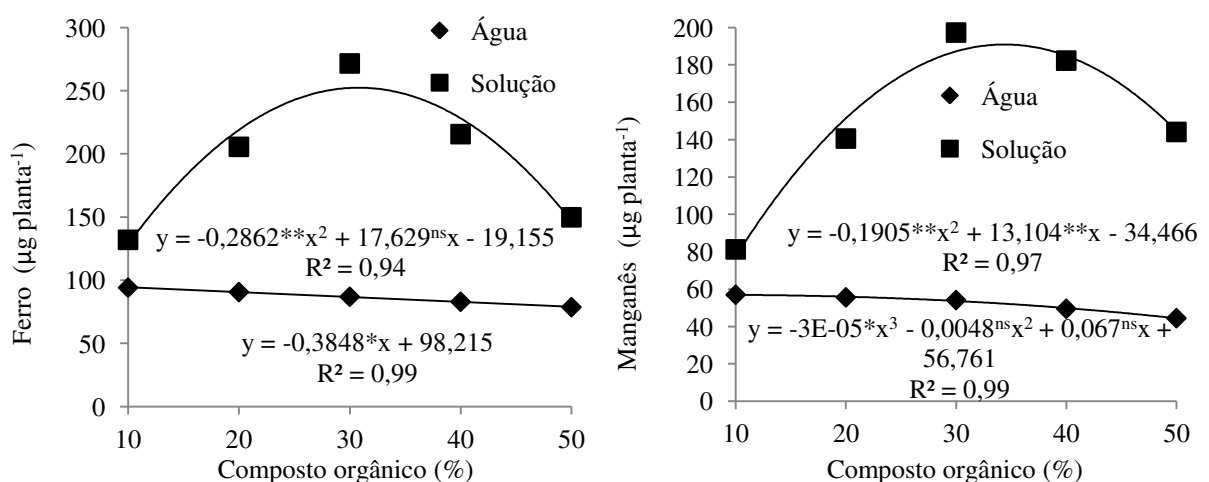 Ferro (µg planta⁻¹)
300
250
200
150
100
50
0
Água
Solução
y = -0,2862**x² + 17,629ⁿˢx - 19,155
R² = 0,94
y = -0,3848*x + 98,215
R² = 0,99
10 20 30 40 50
Composto orgânico (%)
Manganês (µg planta⁻¹)
200
180
160
140
120
100
80
60
40
20
0
Água
Solução
y = -0,1905**x² + 13,104**x - 34,466
R² = 0,97
y = -3E-05*x³ - 0,0048ⁿˢx² + 0,067ⁿˢx +
56,761
R² = 0,99
10 20 30 40 50
Composto orgânico (%)